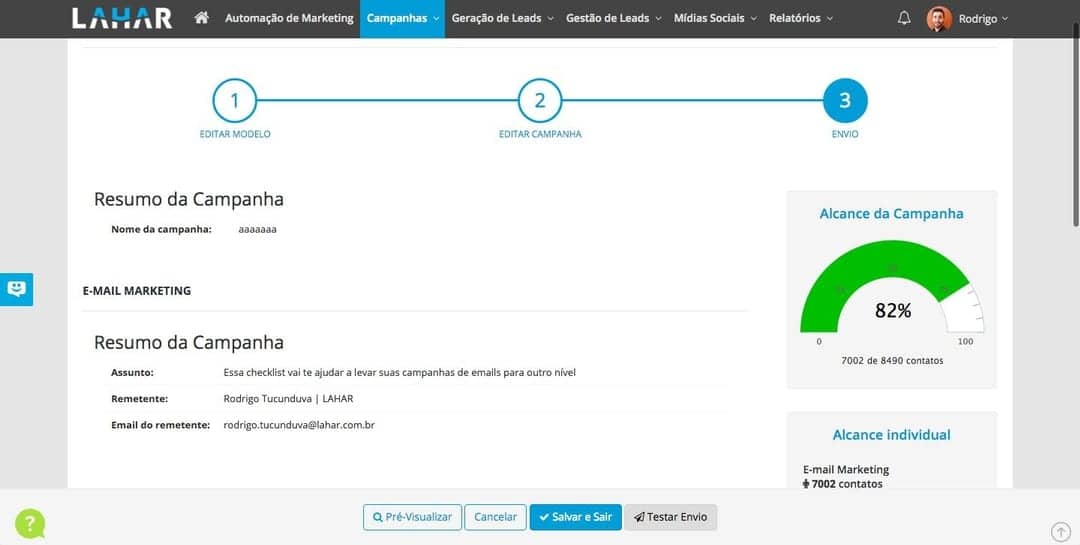 LAHAR Automação de Marketing Campanhas Geração de Leads Gestão de Leads Mídias Sociais Relatórios Rodrigo
1 2 3
EDITAR MODELO EDITAR CAMPANHA ENVIO
Resumo da Campanha
Nome da campanha: aaaaaaa
E-MAIL MARKETING
Resumo da Campanha
Assunto: Essa checklist vai te ajudar a levar suas campanhas de emails para outro nível
Remetente: Rodrigo Tucunduva | LAHAR
Email do remetente: rodrigo.tucunduva@lahar.com.br
Alcance da Campanha
82%
0 100
7002 de 8490 contatos
Alcance individual
E-mail Marketing
7002 contatos
Pré-Visualizar Cancelar Salvar e Sair Testar Envio
?